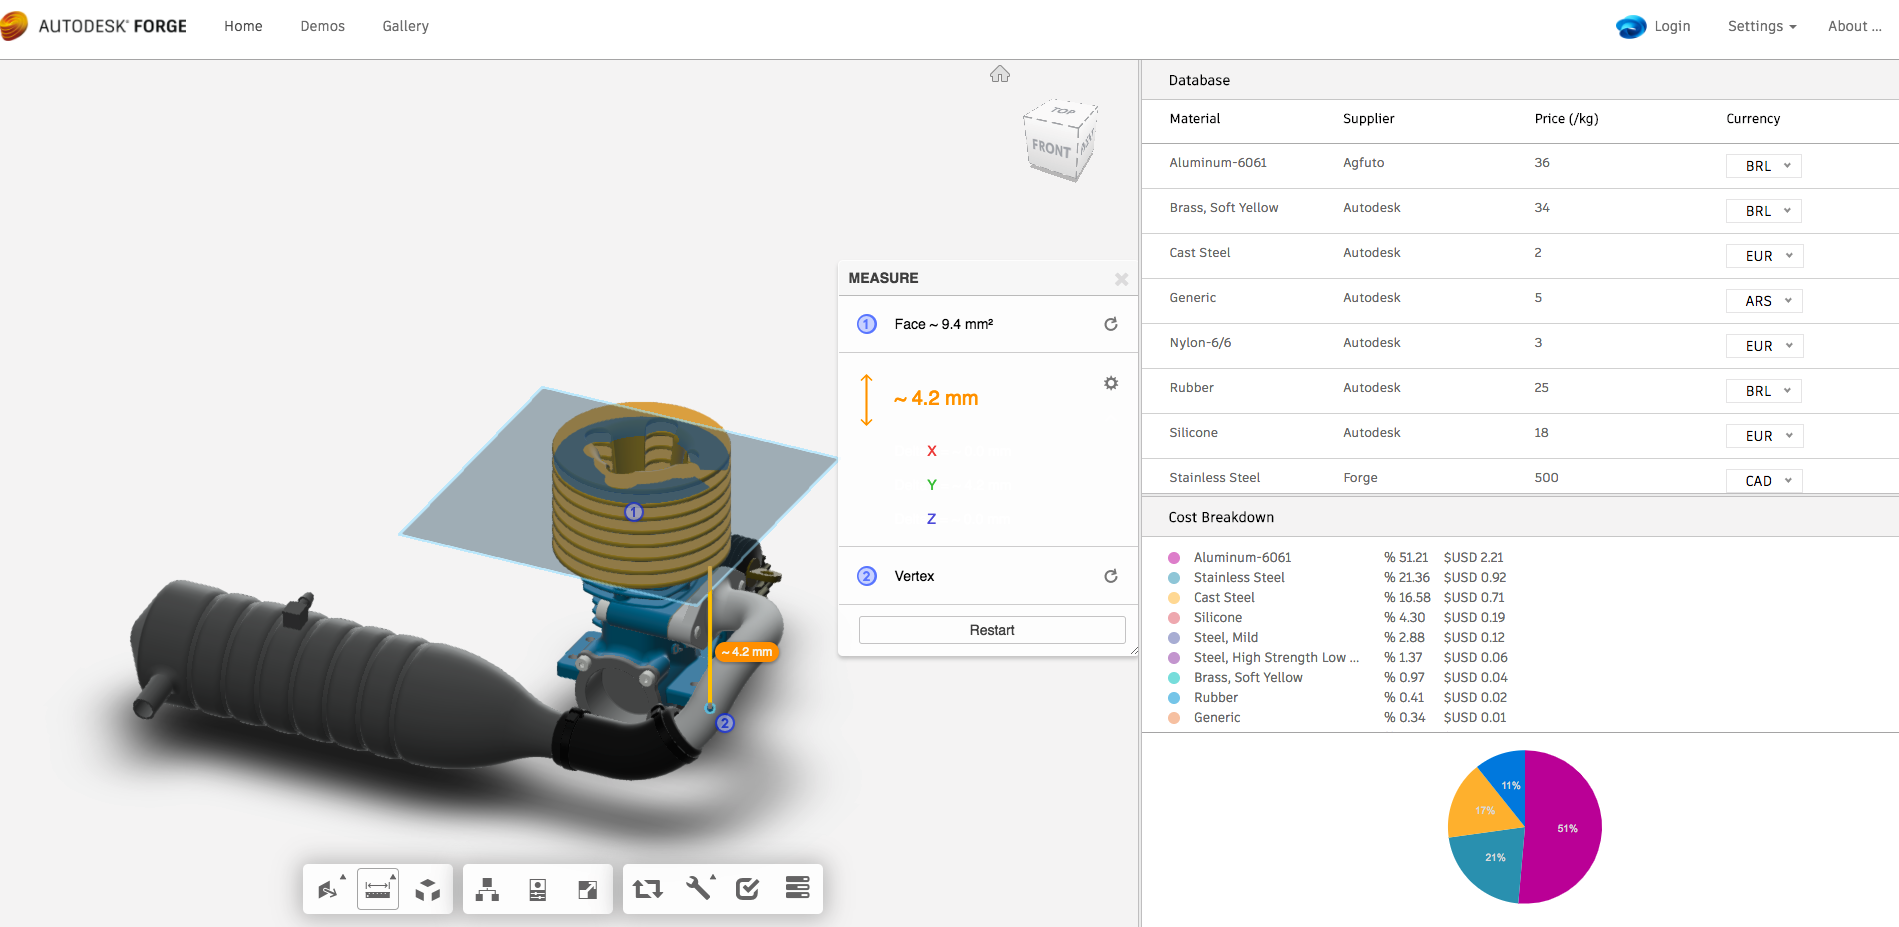 AUTODESK® FORGE Home Demos Gallery Login Settings About ...
TOP
FRONT
MEASURE
1 Face ~ 9.4 mm²
~ 4.2 mm
X
Y
Z
2 Vertex
Restart
1
~ 4.2 mm
2
Database
Material Supplier Price (/kg) Currency
Aluminum-6061 Agfuto 36 BRL
Brass, Soft Yellow Autodesk 34 BRL
Cast Steel Autodesk 2 EUR
Generic Autodesk 5 ARS
Nylon-6/6 Autodesk 3 EUR
Rubber Autodesk 25 BRL
Silicone Autodesk 18 EUR
Stainless Steel Forge 500 CAD
Cost Breakdown
Aluminum-6061 % 51.21 $USD 2.21
Stainless Steel % 21.36 $USD 0.92
Cast Steel % 16.58 $USD 0.71
Silicone % 4.30 $USD 0.19
Steel, Mild % 2.88 $USD 0.12
Steel, High Strength Low ... % 1.37 $USD 0.06
Brass, Soft Yellow % 0.97 $USD 0.04
Rubber % 0.41 $USD 0.02
Generic % 0.34 $USD 0.01
11%
17%
51%
21%